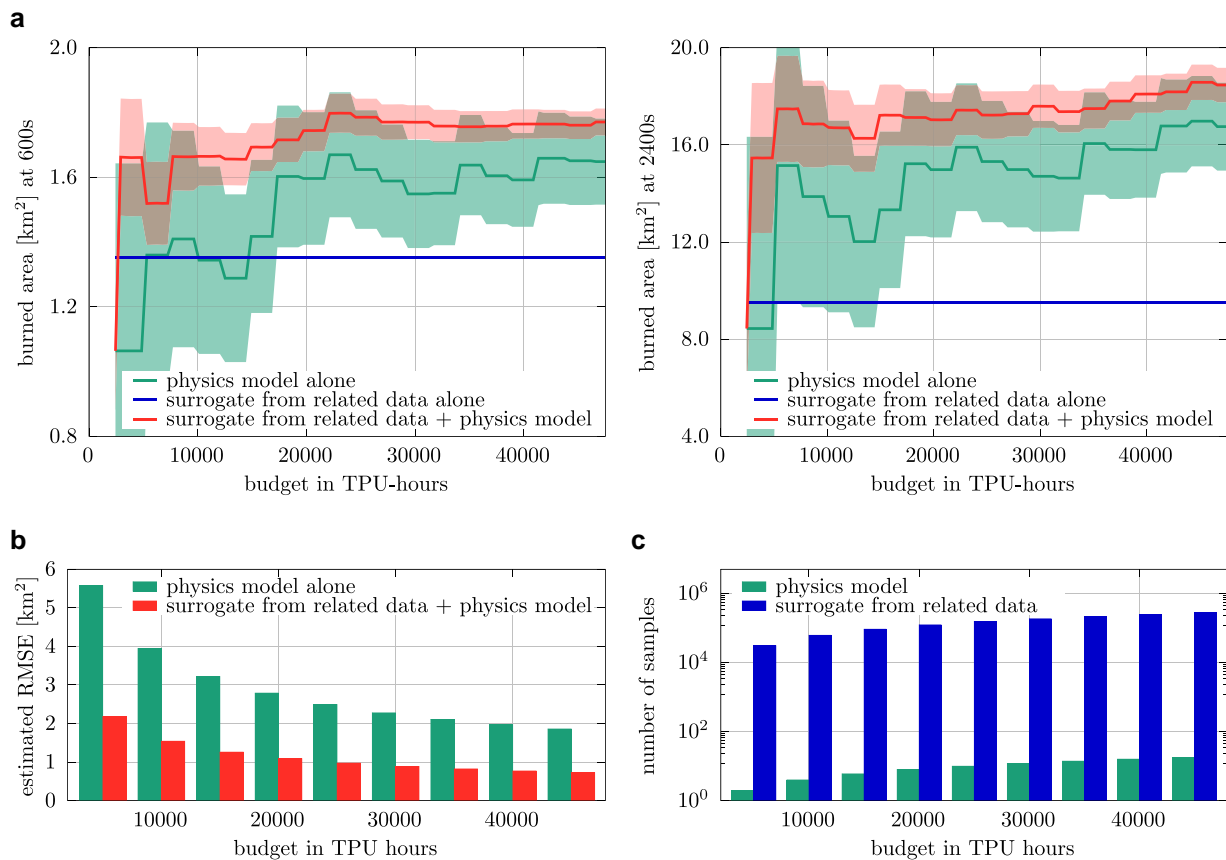 a
2.0
1.6
1.2
0.8
burned area [km²] at 600s
physics model alone
surrogate from related data alone
surrogate from related data + physics model
0 10000 20000 30000 40000
budget in TPU-hours
20.0
16.0
12.0
8.0
4.0
burned area [km²] at 2400s
physics model alone
surrogate from related data alone
surrogate from related data + physics model
0 10000 20000 30000 40000
budget in TPU-hours
b
6
5
4
3
2
1
0
estimated RMSE [km²]
physics model alone
surrogate from related data + physics model
10000 20000 30000 40000
budget in TPU hours
c
10⁶
10⁴
10²
10⁰
number of samples
physics model
surrogate from related data
10000 20000 30000 40000
budget in TPU hours